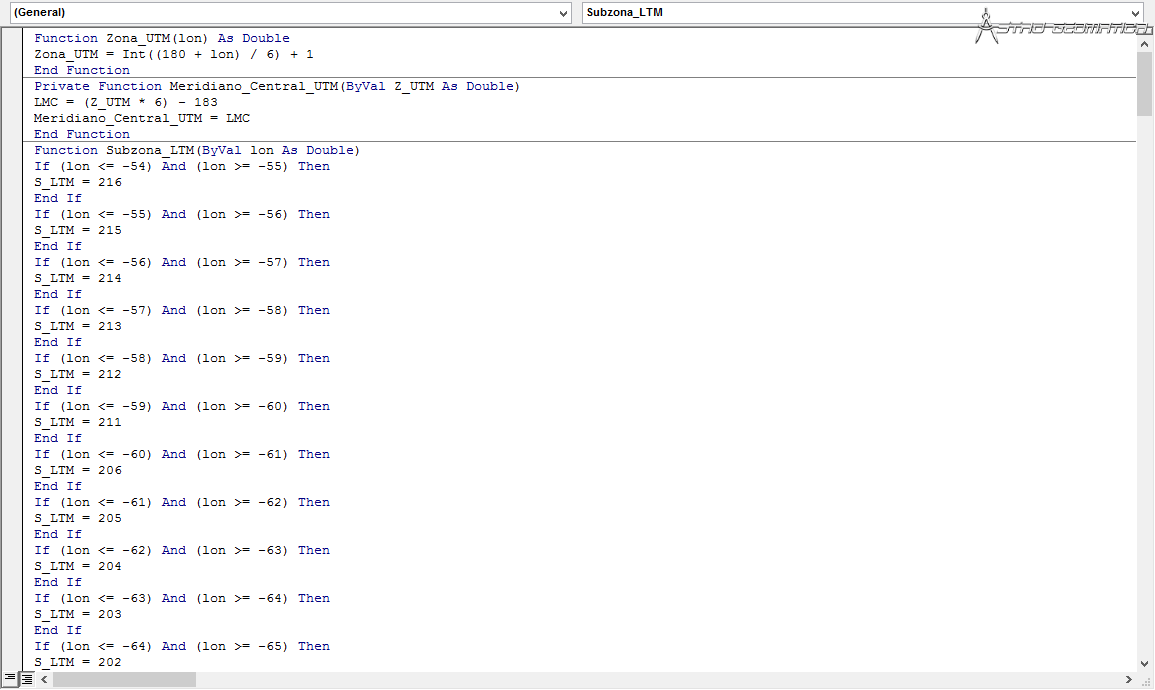 (General)
Subzona_LTM
ASTRO-GEOMATICA
Function Zona_UTM(lon) As Double
Zona_UTM = Int((180 + lon) / 6) + 1
End Function
Private Function Meridiano_Central_UTM(ByVal Z_UTM As Double)
LMC = (Z_UTM * 6) - 183
Meridiano_Central_UTM = LMC
End Function
Function Subzona_LTM(ByVal lon As Double)
If (lon <= -54) And (lon >= -55) Then
S_LTM = 216
End If
If (lon <= -55) And (lon >= -56) Then
S_LTM = 215
End If
If (lon <= -56) And (lon >= -57) Then
S_LTM = 214
End If
If (lon <= -57) And (lon >= -58) Then
S_LTM = 213
End If
If (lon <= -58) And (lon >= -59) Then
S_LTM = 212
End If
If (lon <= -59) And (lon >= -60) Then
S_LTM = 211
End If
If (lon <= -60) And (lon >= -61) Then
S_LTM = 206
End If
If (lon <= -61) And (lon >= -62) Then
S_LTM = 205
End If
If (lon <= -62) And (lon >= -63) Then
S_LTM = 204
End If
If (lon <= -63) And (lon >= -64) Then
S_LTM = 203
End If
If (lon <= -64) And (lon >= -65) Then
S_LTM = 202